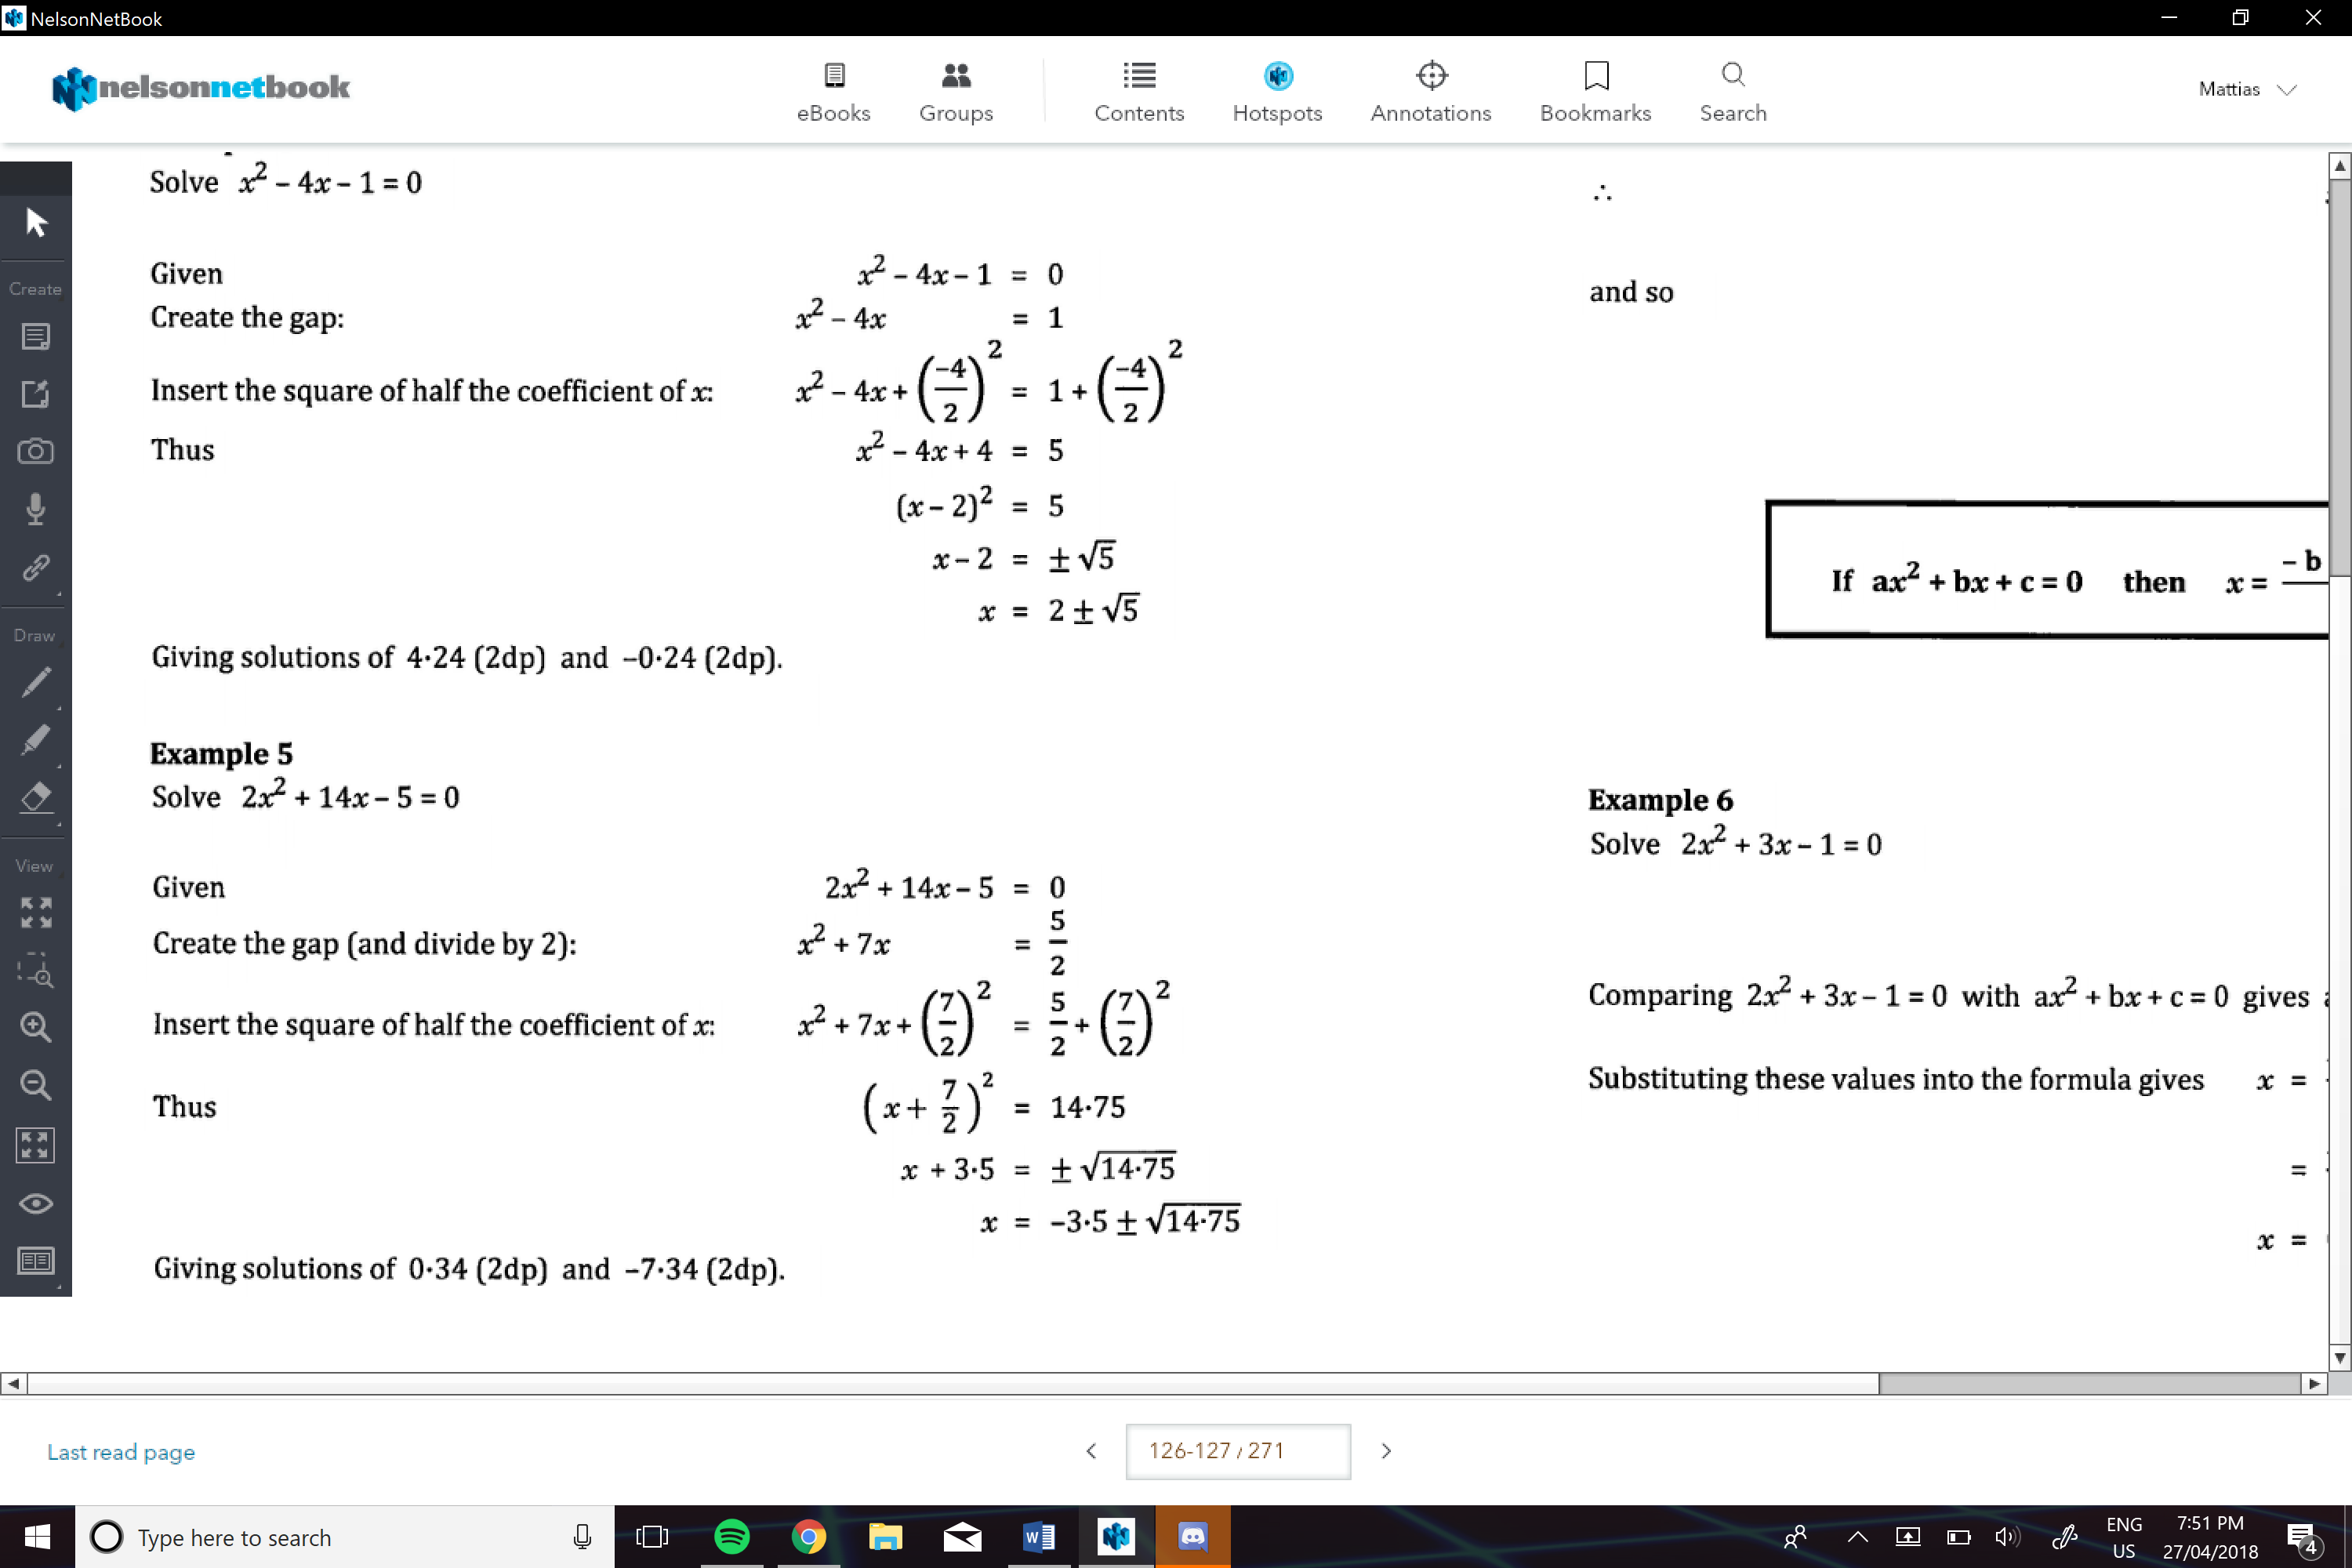 NelsonNetBook
nelsonnetbook
eBooks
Groups
Contents
Hotspots
Annotations
Bookmarks
Search
Mattias
Create
Draw
View
Solve x² – 4x – 1 = 0
Given x² – 4x – 1 = 0
Create the gap: x² – 4x = 1
Insert the square of half the coefficient of x: x² – 4x + (–4/2)² = 1 + (–4/2)²
Thus x² – 4x + 4 = 5
(x – 2)² = 5
x – 2 = ± √5
x = 2 ± √5
Giving solutions of 4·24 (2dp) and –0·24 (2dp).
Example 5
Solve 2x² + 14x – 5 = 0
Given 2x² + 14x – 5 = 0
Create the gap (and divide by 2): x² + 7x = 5/2
Insert the square of half the coefficient of x: x² + 7x + (7/2)² = 5/2 + (7/2)²
Thus (x + 7/2)² = 14·75
x + 3·5 = ± √14·75
x = –3·5 ± √14·75
Giving solutions of 0·34 (2dp) and –7·34 (2dp).
∴
and so
If ax² + bx + c = 0 then x = – b
Example 6
Solve 2x² + 3x – 1 = 0
Comparing 2x² + 3x – 1 = 0 with ax² + bx + c = 0 gives
Substituting these values into the formula gives x =
=
x =
Last read page
126-127 / 271
Type here to search
ENG
US
7:51 PM
27/04/2018
4